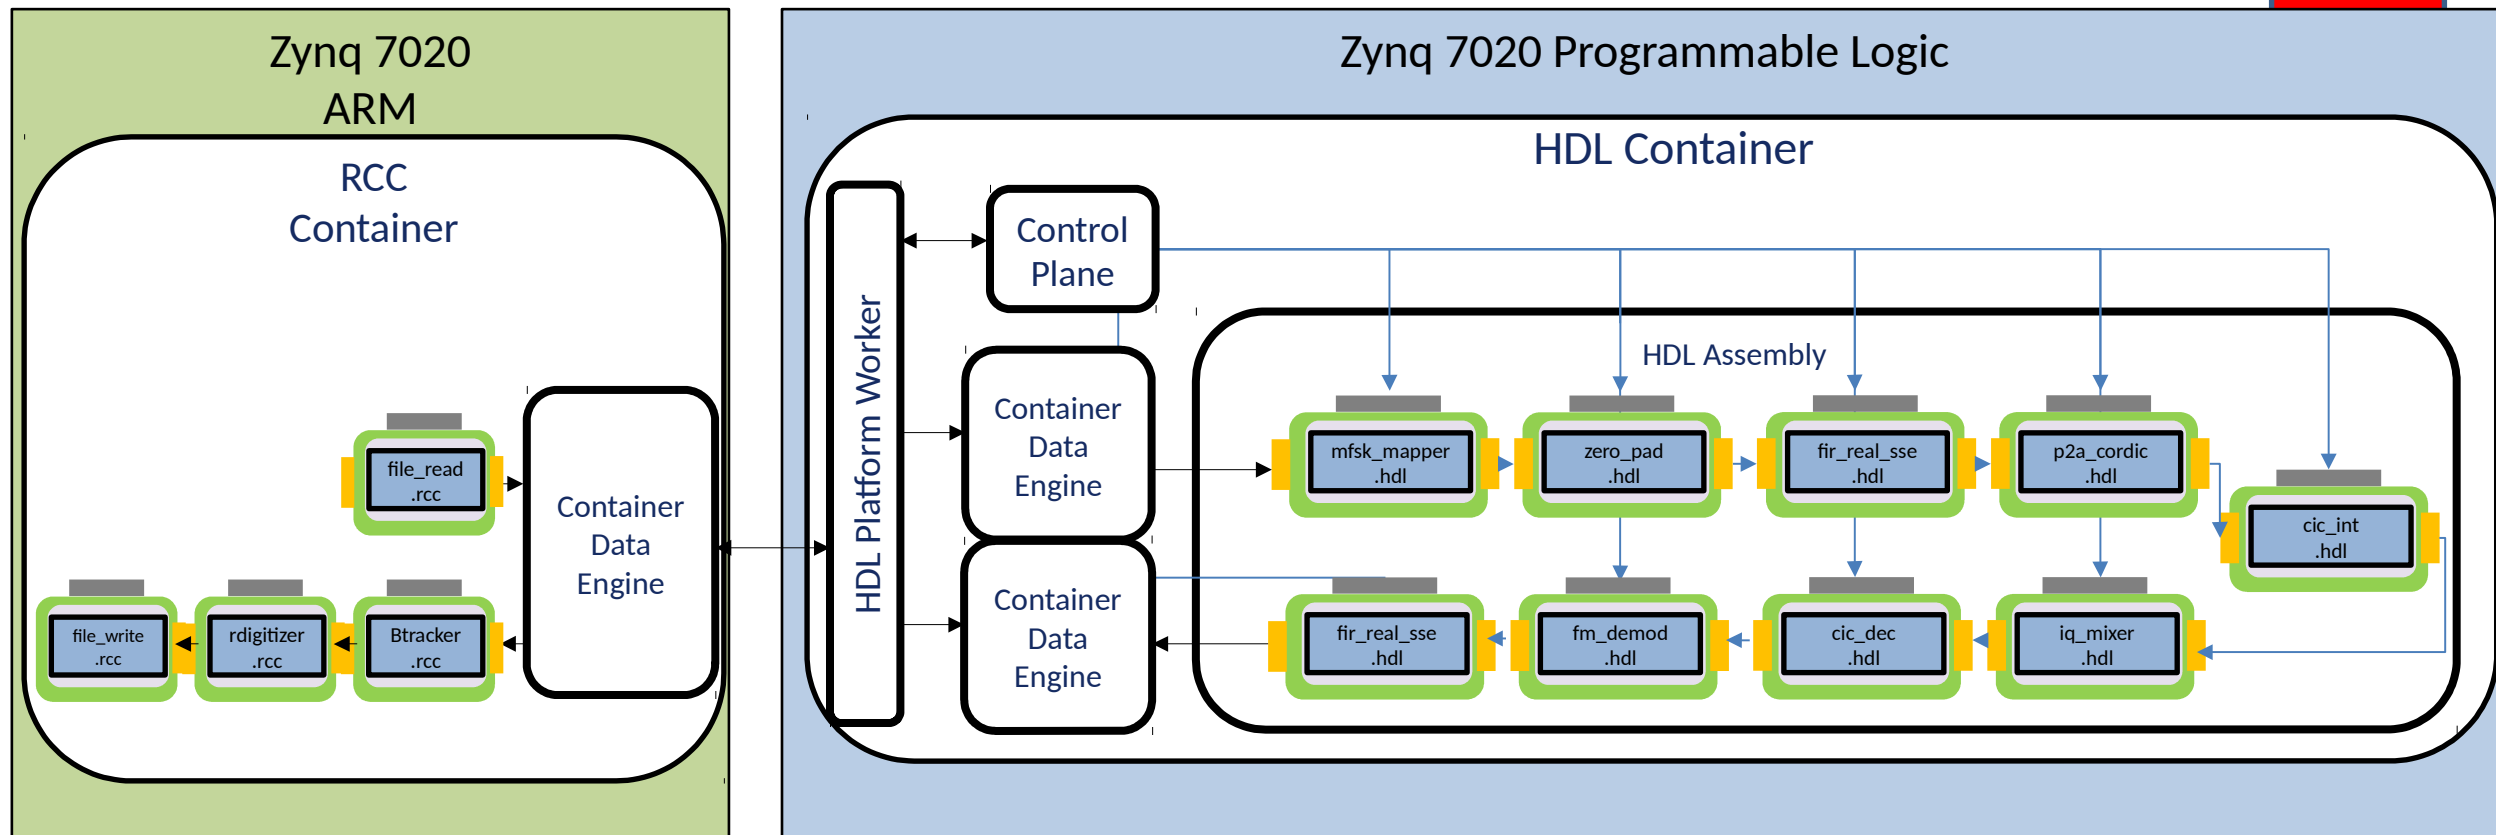 Zynq 7020
ARM
RCC
Container
file_read
.rcc
Container
Data
Engine
file_write
.rcc
rdigitizer
.rcc
Btracker
.rcc
Zynq 7020 Programmable Logic
HDL Container
HDL Platform Worker
Control
Plane
Container
Data
Engine
Container
Data
Engine
HDL Assembly
mfsk_mapper
.hdl
zero_pad
.hdl
fir_real_sse
.hdl
p2a_cordic
.hdl
cic_int
.hdl
fir_real_sse
.hdl
fm_demod
.hdl
cic_dec
.hdl
iq_mixer
.hdl